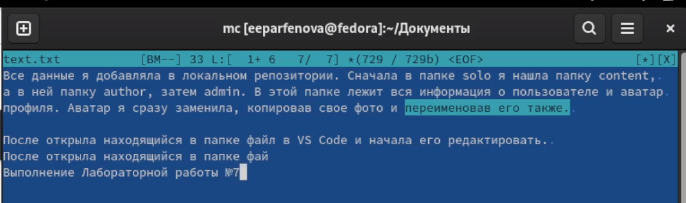 mc [eeparfenova@fedora]:~/Документы
text.txt [BM--] 33 L:[ 1+ 6 7/ 7] *(729 / 729b) <EOF> [*][X]
Все данные я добавляла в локальном репозитории. Сначала в папке solo я нашла папку content,.
а в ней папку author, затем admin. В этой папке лежит вся информация о пользователе и аватар.
профиля. Аватар я сразу заменила, копировав свое фото и переименовав его также..
После открыла находящийся в папке файл в VS Code и начала его редактировать..
После открыла находящийся в папке фай
Выполнение Лабораторной работы №7